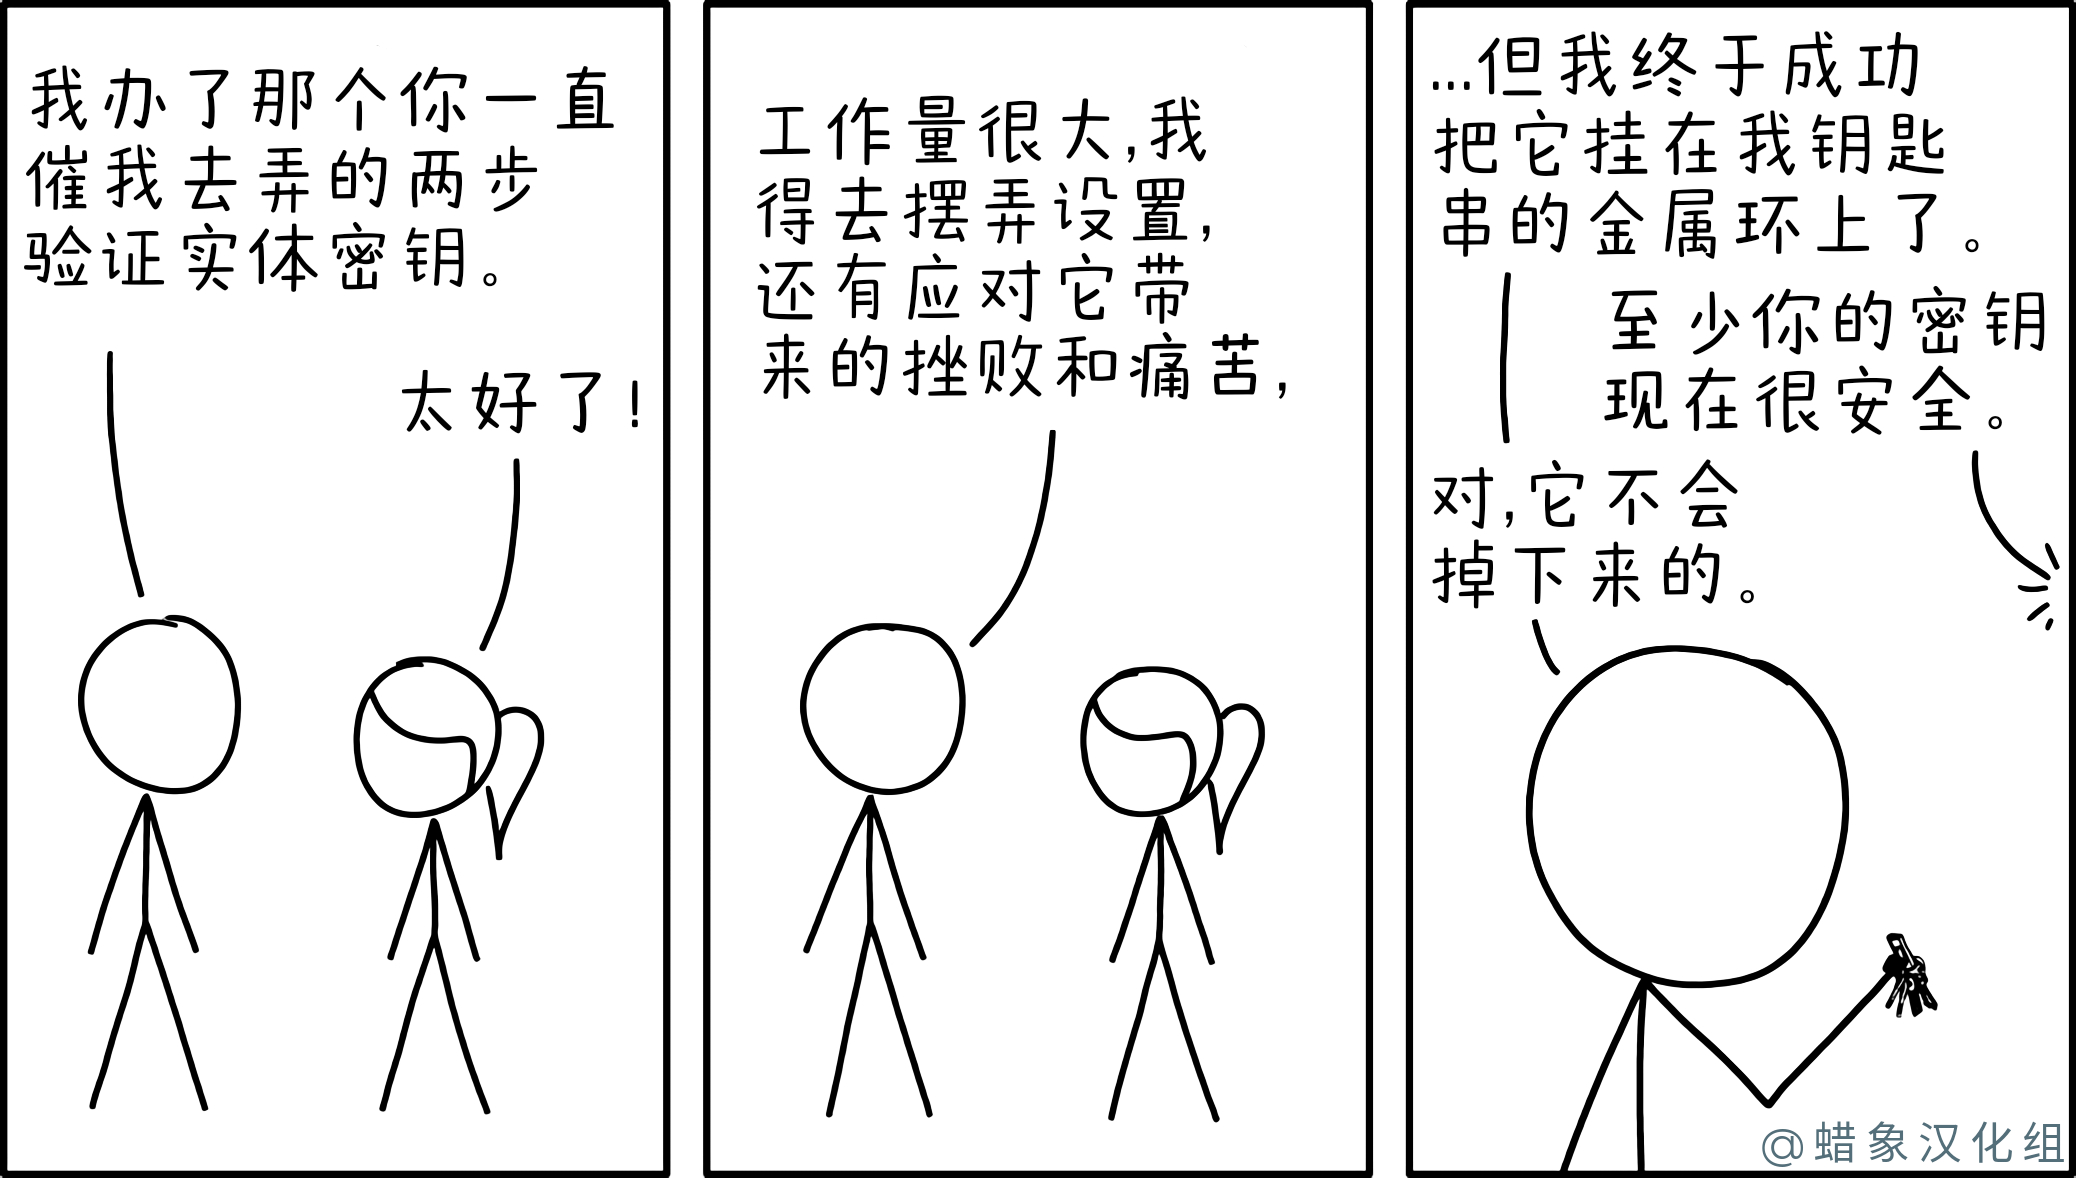 我办了那个你一直
催我去弄的两步
验证实体密钥。
太好了!
工作量很大,我
得去摆弄设置,
还有应对它带
来的挫败和痛苦,
...但我终于成功
把它挂在我钥匙
串的金属环上了。
至少你的密钥
现在很安全。
对,它不会
掉下来的。
@蜡象汉化组